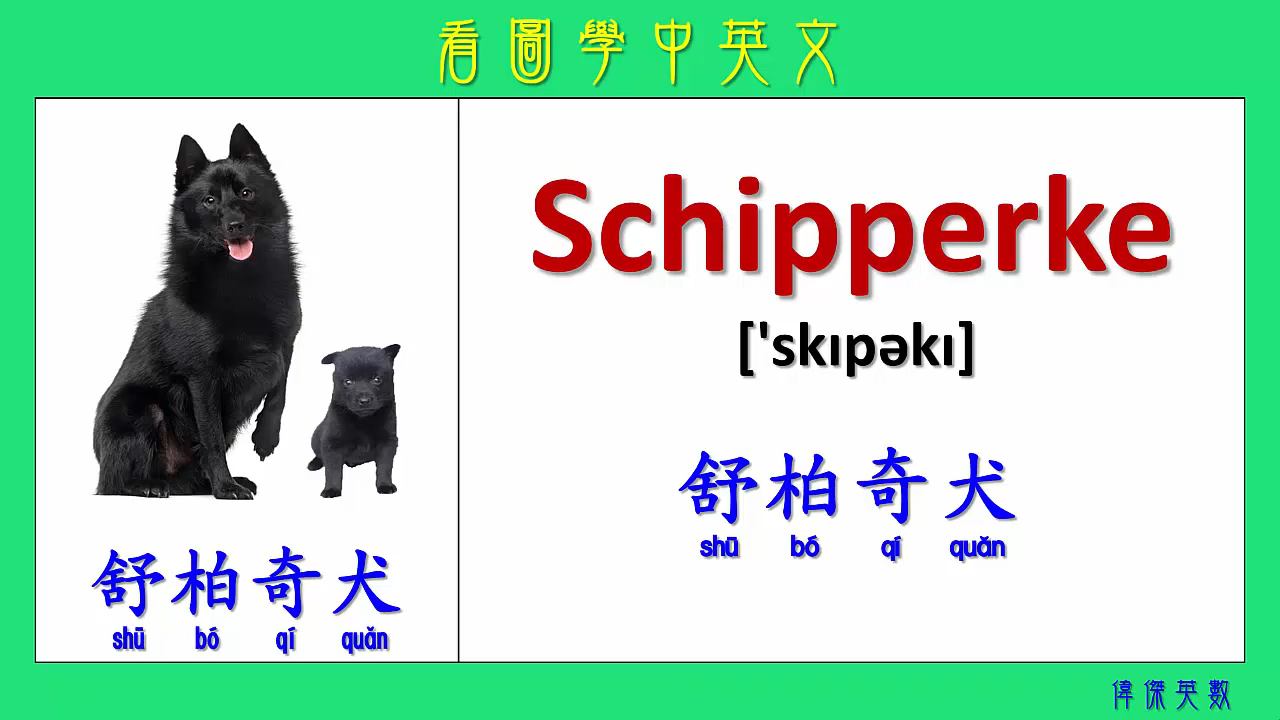 看圖學中英文
舒柏奇犬
shū bó qí quǎn
Schipperke
['skɪpəkɪ]
舒柏奇犬
shū bó qí quǎn
偉傑英數